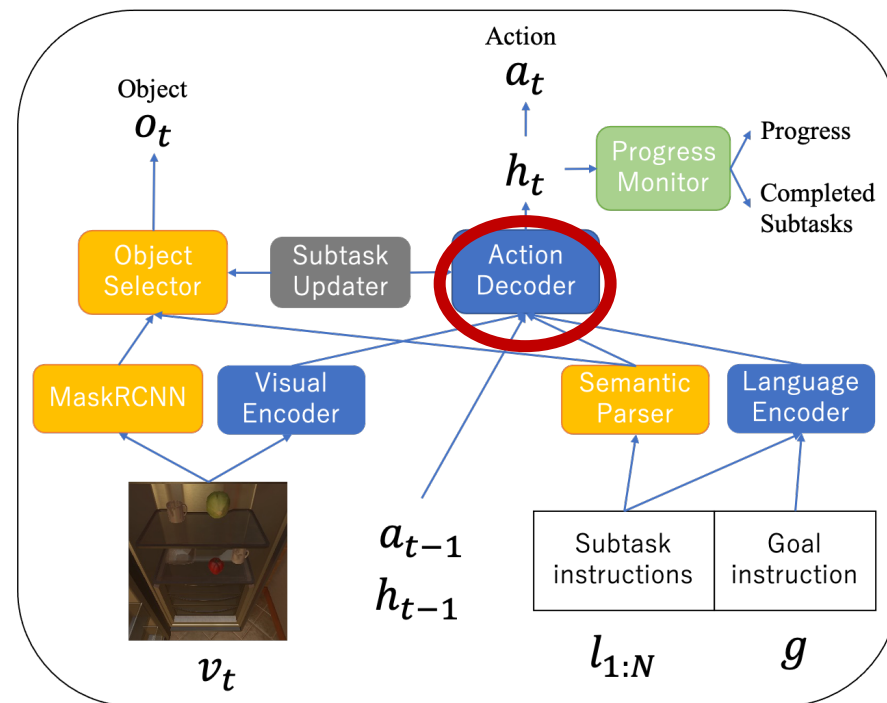 Action
a_t
Object
o_t
Progress
Progress
Monitor
h_t
Completed
Subtasks
Object
Selector
Subtask
Updater
Action
Decoder
MaskRCNN
Visual
Encoder
Semantic
Parser
Language
Encoder
a_{t−1}
h_{t−1}
Subtask
instructions
Goal
instruction
v_t
l_{1:N}
g